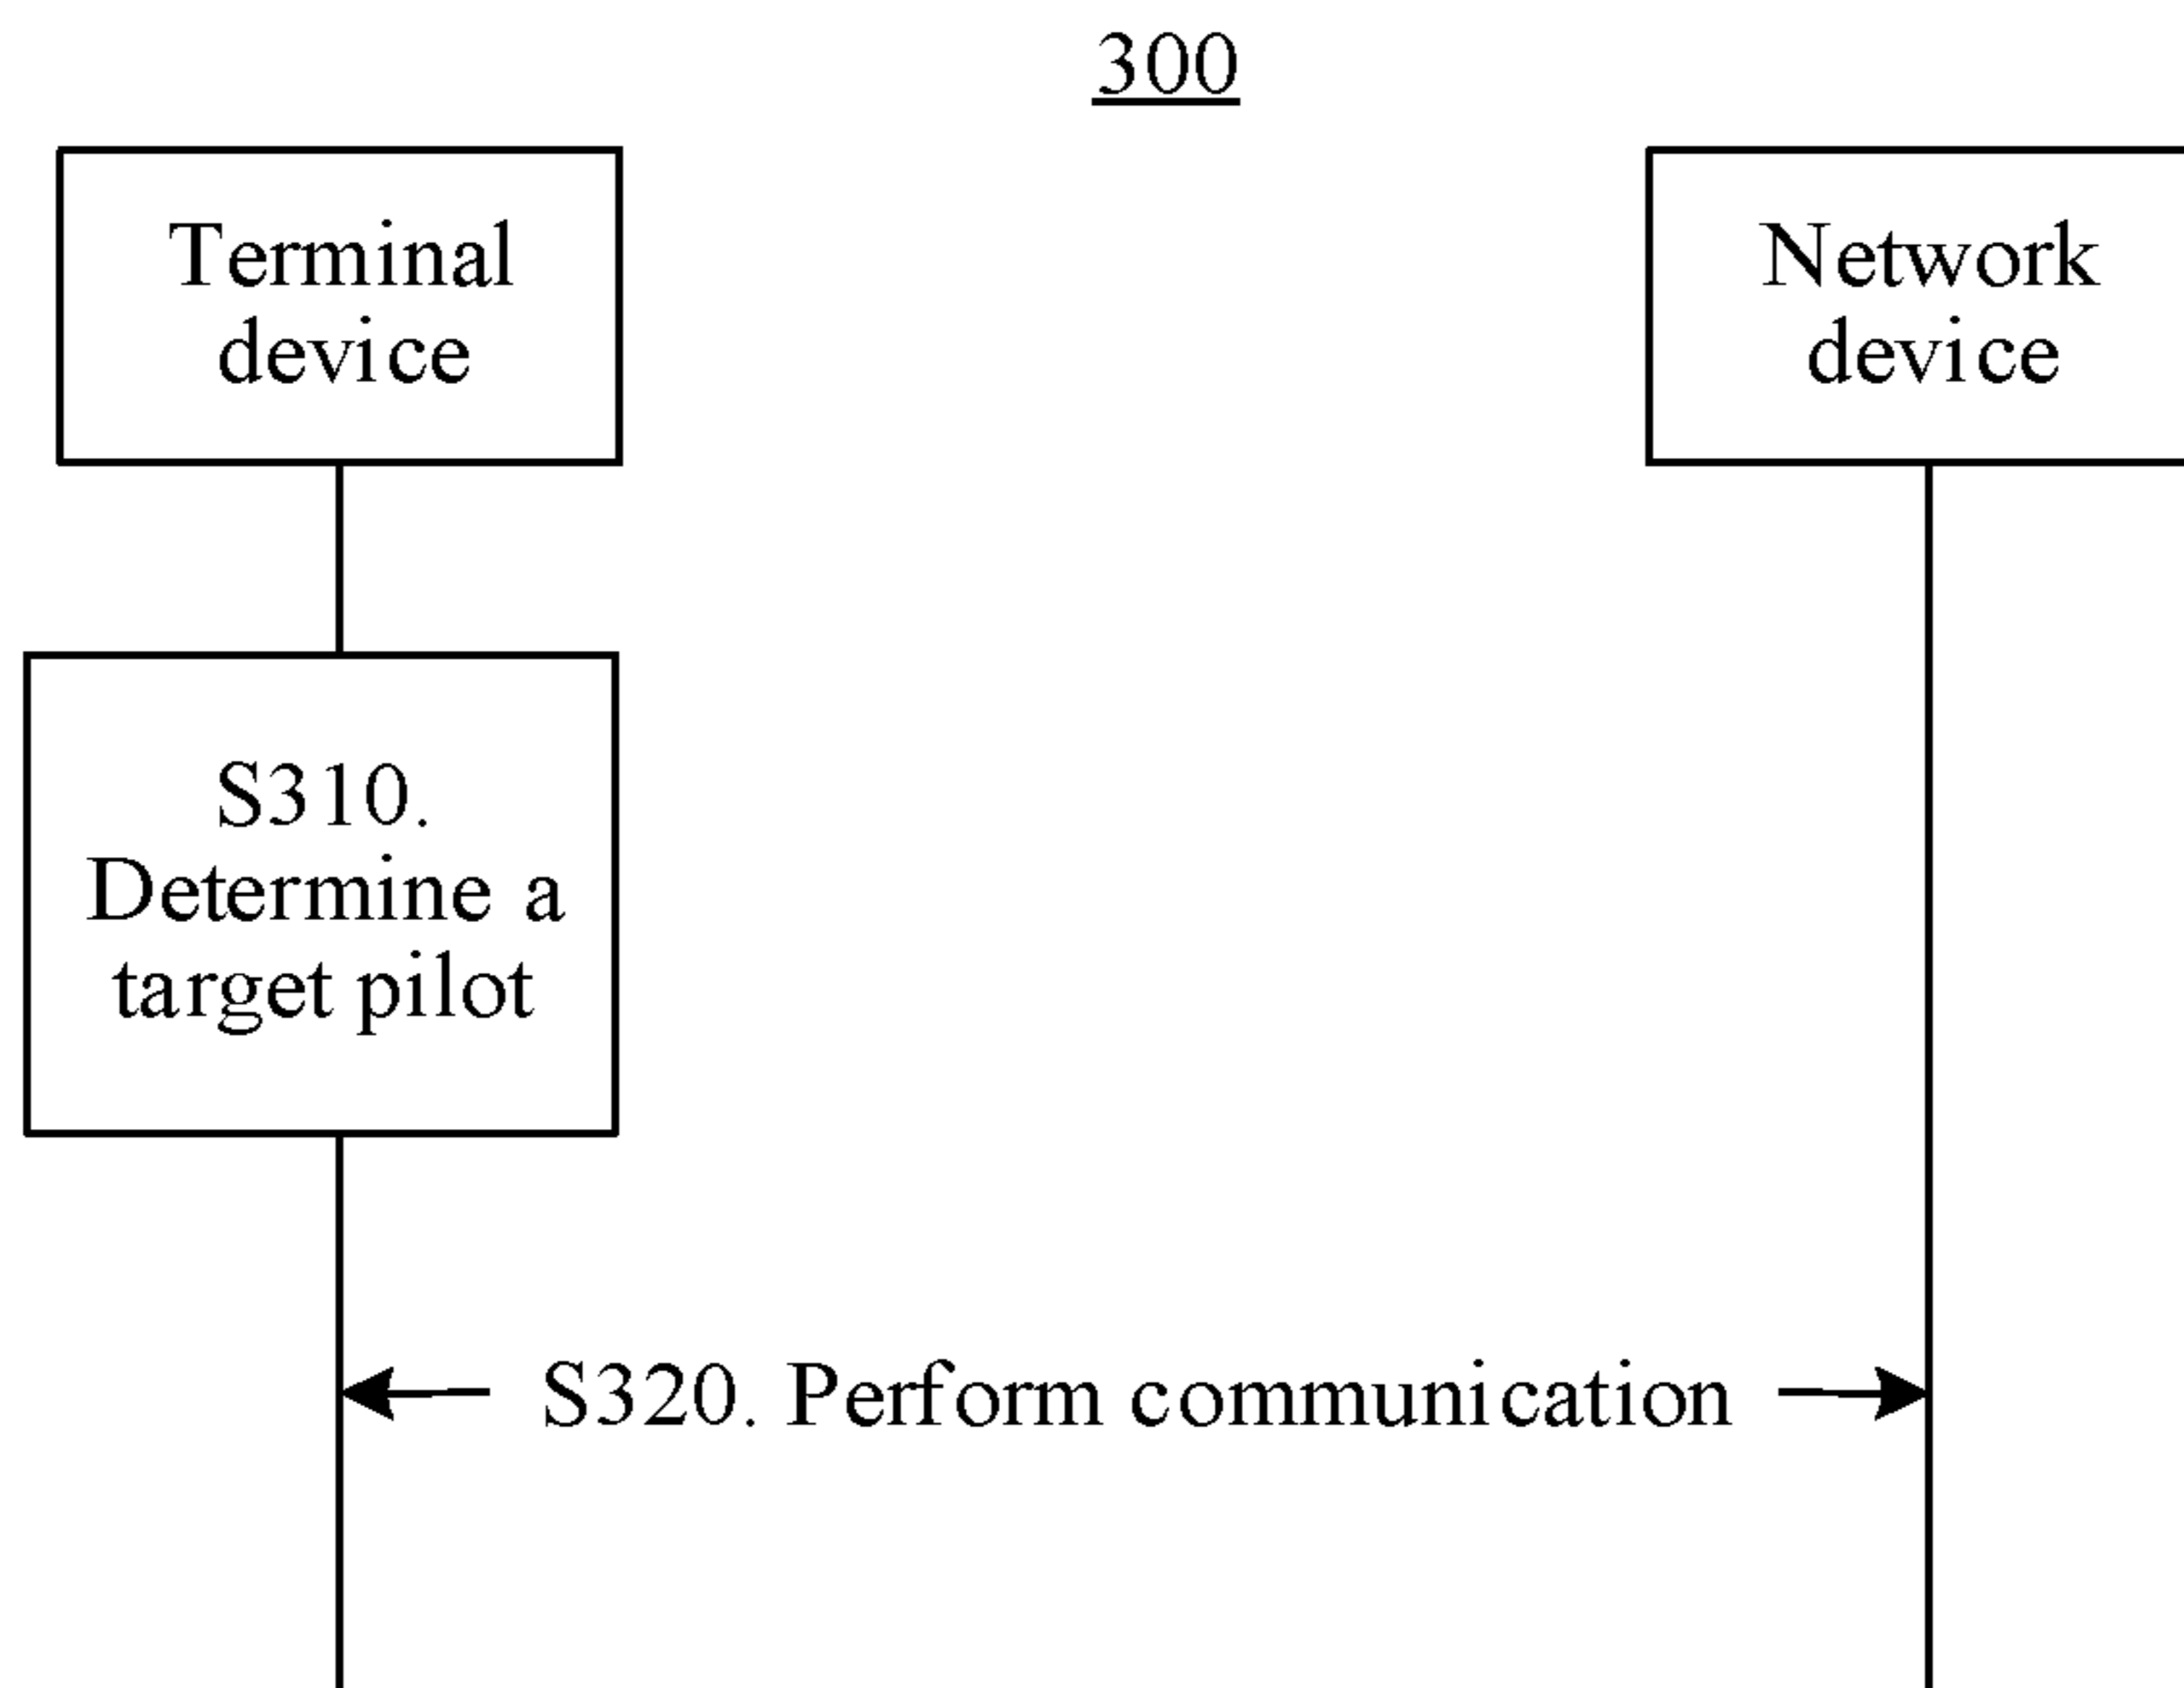 300
Terminal
device
Network
device
S310.
Determine a
target pilot
S320. Perform communication